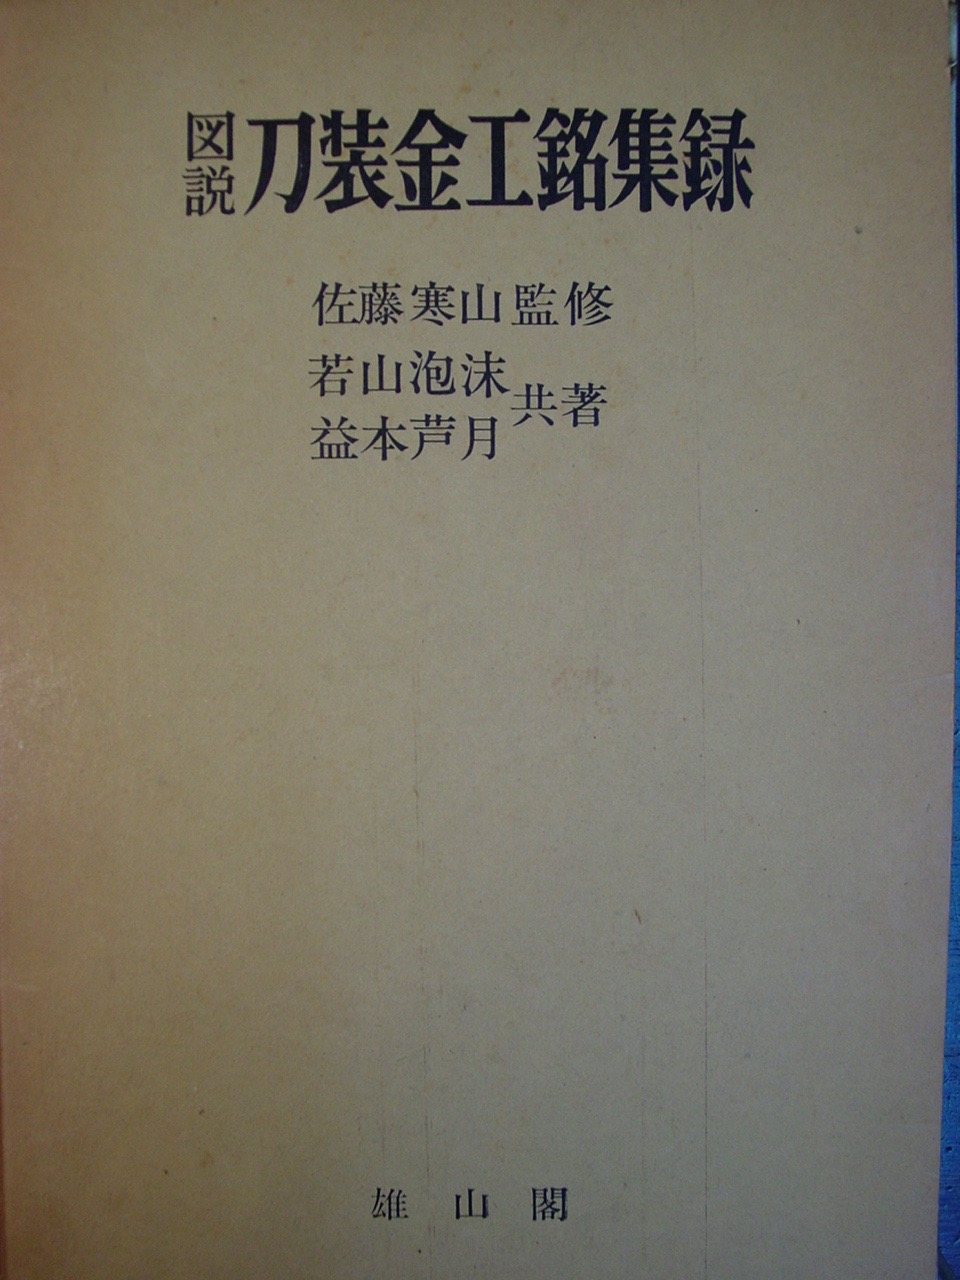 図説 刀装金工銘集録
佐藤寒山監修
若山泡沫
益本芦月
共著
雄山閣